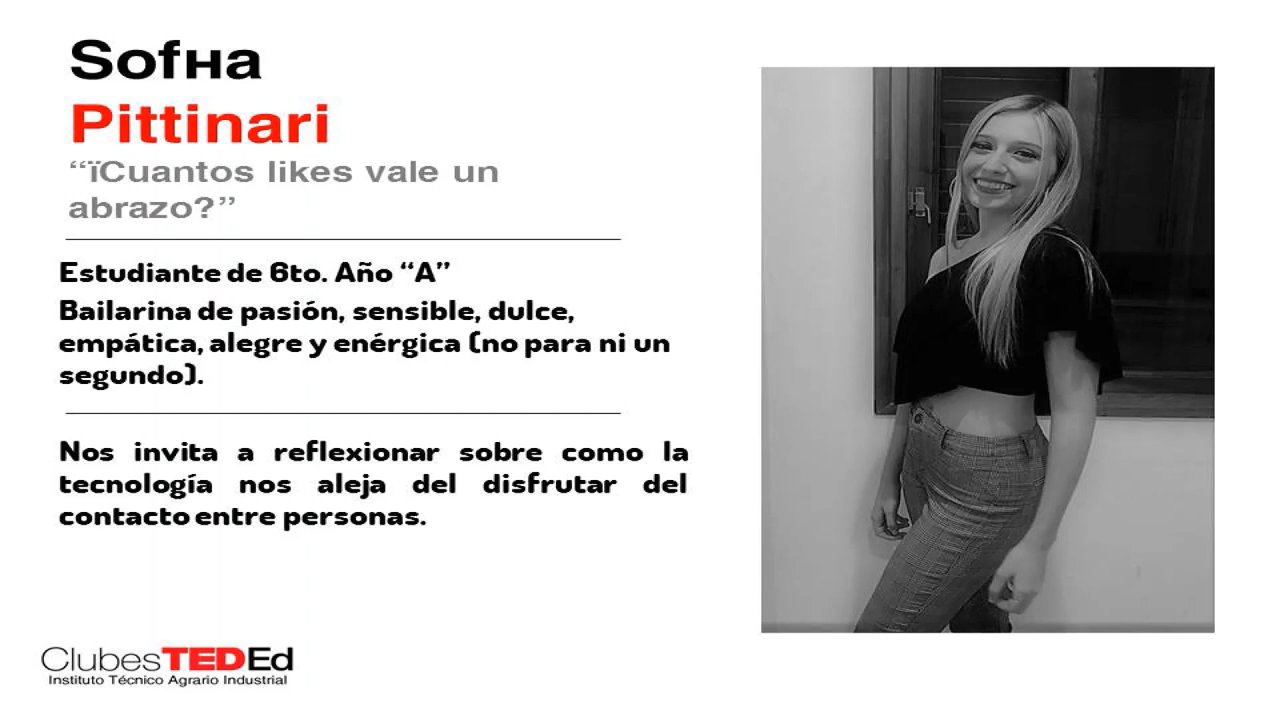 Sofнa
Pittinari
“їCuantos likes vale un
abrazo?”
Estudiante de 6to. Año “A”
Bailarina de pasión, sensible, dulce,
empática, alegre y enérgica (no para ni un
segundo).
Nos invita a reflexionar sobre como la
tecnología nos aleja del disfrutar del
contacto entre personas.
ClubesTEDEd
Instituto Técnico Agrario Industrial